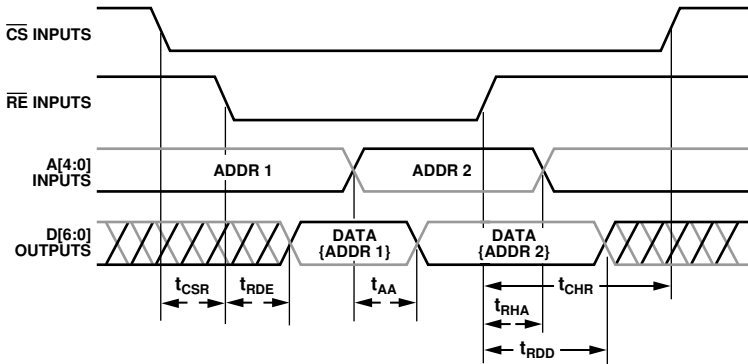 CS INPUTS
RE INPUTS
A[4:0]
INPUTS
ADDR 1
ADDR 2
D[6:0]
OUTPUTS
DATA
{ADDR 1}
DATA
{ADDR 2}
tCSR
tRDE
tAA
tCHR
tRHA
tRDD